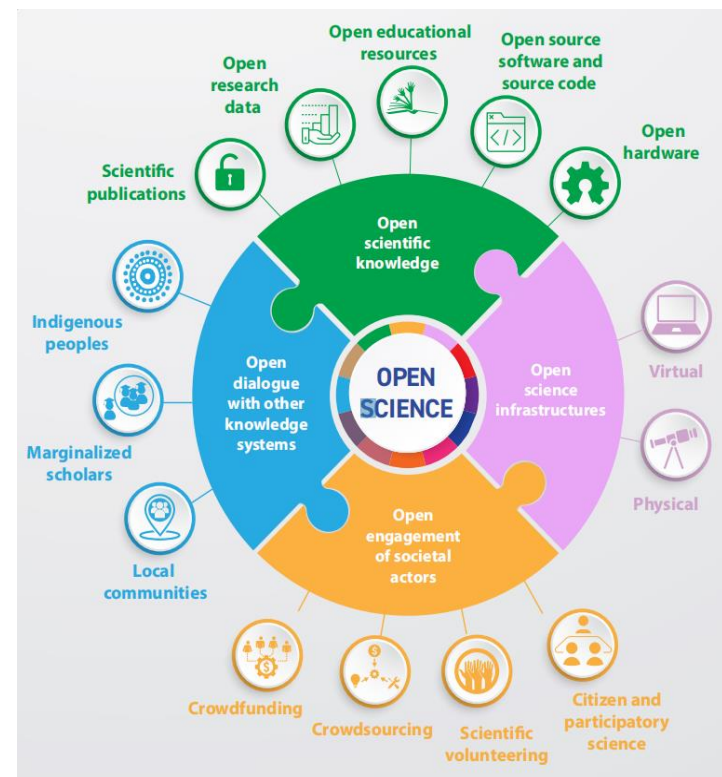 Open educational
resources
Open source
software and
source code
Open
research
data
Open
hardware
Scientific
publications
Open
scientific
knowledge
Indigenous
peoples
Open
dialogue
with other
knowledge
systems
OPEN
SCIENCE
Open
science
infrastructures
Virtual
Marginalized
scholars
Physical
Open
engagement
of societal
actors
Local
communities
Crowdfunding
Crowdsourcing
Scientific
volunteering
Citizen and
participatory
science